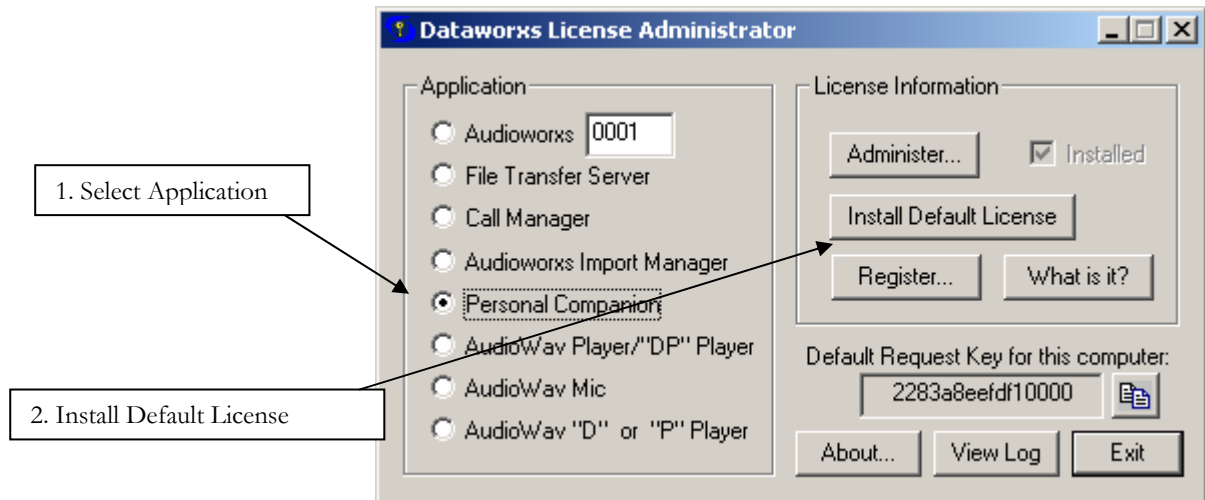 Dataworxs License Administrator
Application
Audioworxs 0001
File Transfer Server
Call Manager
Audioworxs Import Manager
Personal Companion
AudioWav Player/"DP" Player
AudioWav Mic
AudioWav "D" or "P" Player
License Information
Administer...
Installed
Install Default License
Register...
What is it?
Default Request Key for this computer:
2283a8eefdf10000
About...
View Log
Exit
1. Select Application
2. Install Default License